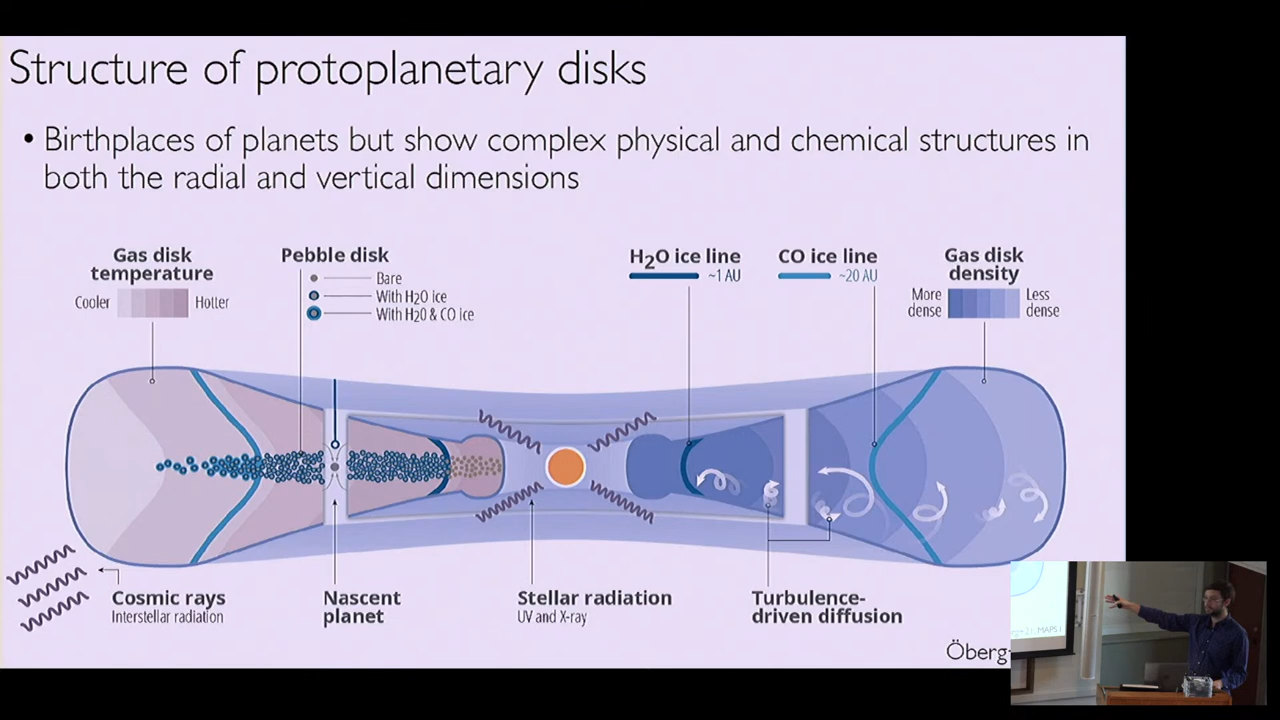 Structure of protoplanetary disks
• Birthplaces of planets but show complex physical and chemical structures in
both the radial and vertical dimensions
Gas disk
temperature
Cooler
Hotter
Pebble disk
Bare
With H2O ice
With H2O & CO ice
H2O ice line
~1 AU
CO ice line
~20 AU
Gas disk
density
More
dense
Less
dense
Cosmic rays
Interstellar radiation
Nascent
planet
Stellar radiation
UV and X-ray
Turbulence-
driven diffusion
Öberg
MAPS I